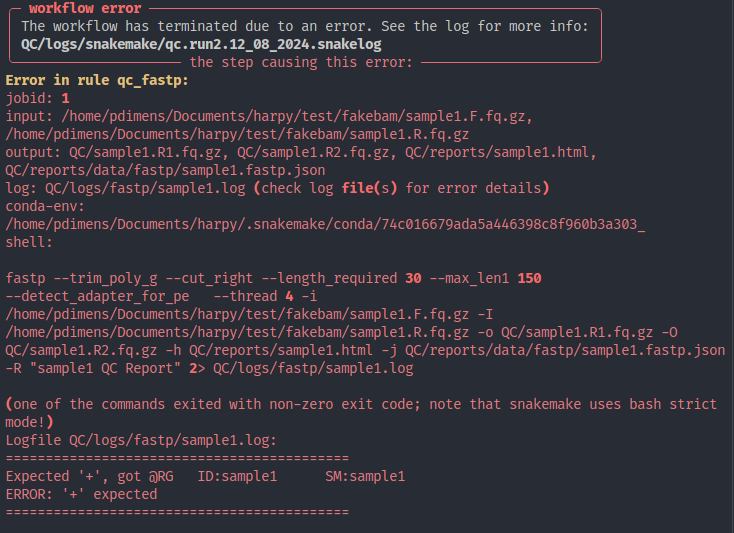 workflow error
The workflow has terminated due to an error. See the log for more info:
QC/logs/snakemake/qc.run2.12_08_2024.snakelog
the step causing this error:
Error in rule qc_fastp:
jobid: 1
input: /home/pdimens/Documents/harpy/test/fakebam/sample1.F.fq.gz,
/home/pdimens/Documents/harpy/test/fakebam/sample1.R.fq.gz
output: QC/sample1.R1.fq.gz, QC/sample1.R2.fq.gz, QC/reports/sample1.html,
QC/reports/data/fastp/sample1.fastp.json
log: QC/logs/fastp/sample1.log (check log file(s) for error details)
conda-env:
/home/pdimens/Documents/harpy/.snakemake/conda/74c016679ada5a446398c8f960b3a303_
shell:
fastp --trim_poly_g --cut_right --length_required 30 --max_len1 150
--detect_adapter_for_pe   --thread 4 -i
/home/pdimens/Documents/harpy/test/fakebam/sample1.F.fq.gz -I
/home/pdimens/Documents/harpy/test/fakebam/sample1.R.fq.gz -o QC/sample1.R1.fq.gz -O
QC/sample1.R2.fq.gz -h QC/reports/sample1.html -j QC/reports/data/fastp/sample1.fastp.json
-R "sample1 QC Report" 2> QC/logs/fastp/sample1.log
(one of the commands exited with non-zero exit code; note that snakemake uses bash strict
mode!)
Logfile QC/logs/fastp/sample1.log:
===========================================
Expected '+', got @RG   ID:sample1      SM:sample1
ERROR: '+' expected
===========================================